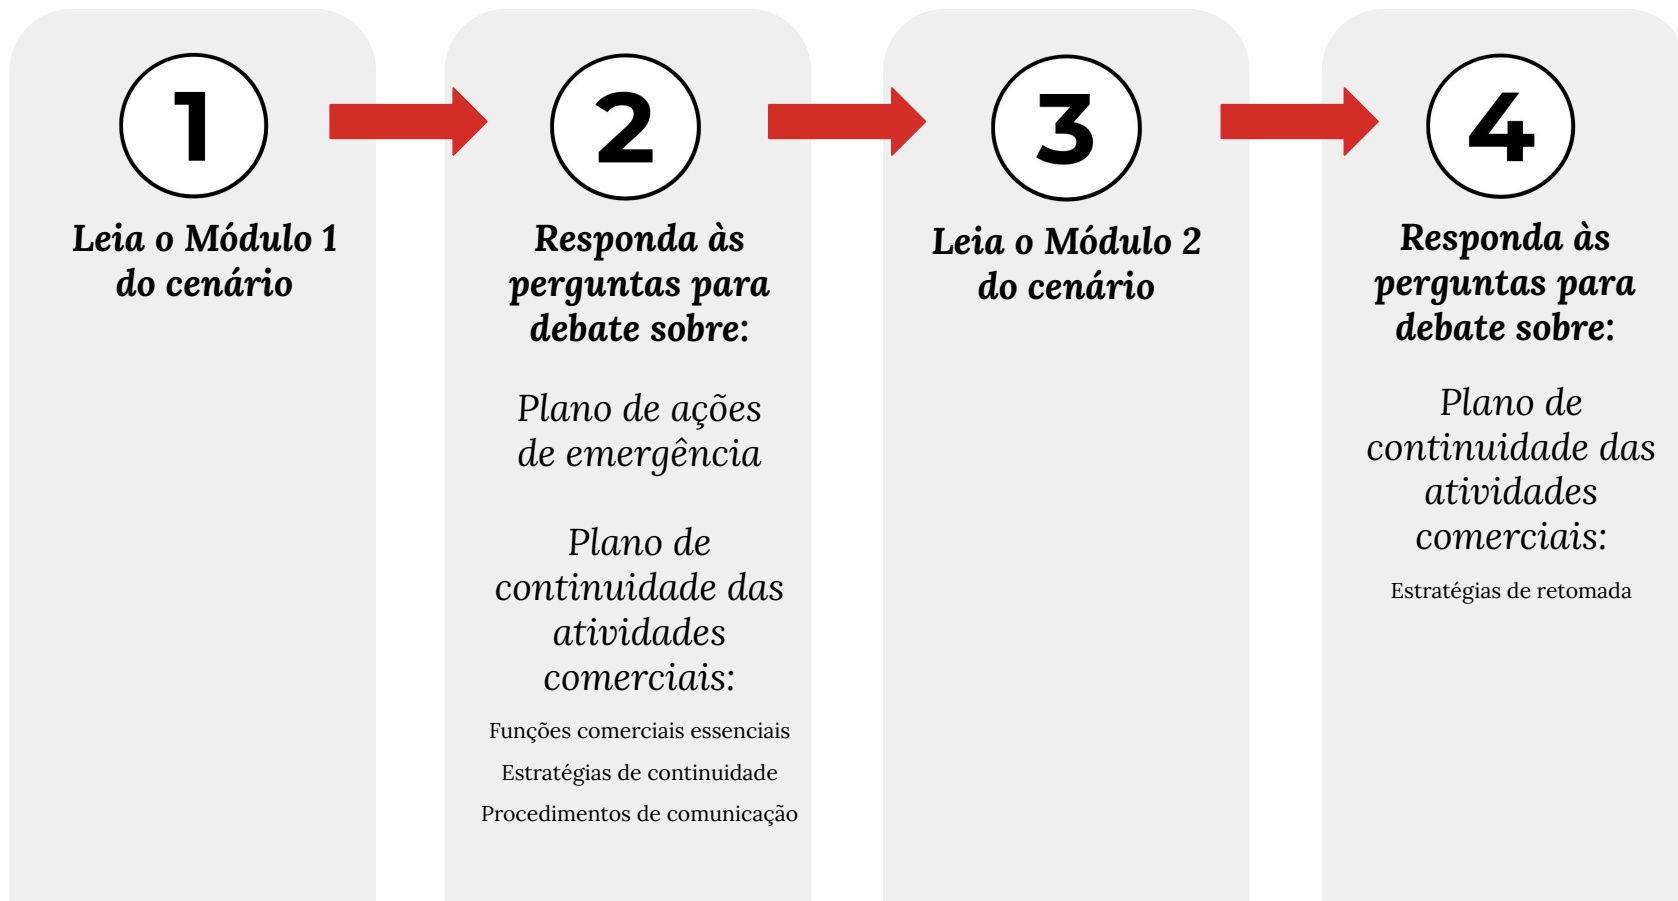 1
Leia o Módulo 1
do cenário
2
Responda às
perguntas para
debate sobre:
Plano de ações
de emergência
Plano de
continuidade das
atividades
comerciais:
Funções comerciais essenciais
Estratégias de continuidade
Procedimentos de comunicação
3
Leia o Módulo 2
do cenário
4
Responda às
perguntas para
debate sobre:
Plano de
continuidade das
atividades
comerciais:
Estratégias de retomada